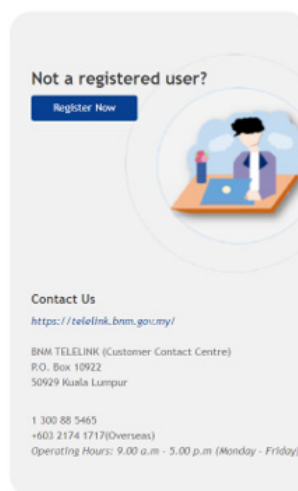 Not a registered user?
Register Now
Contact Us
https://telelink.bnm.gov.my/
BNM TELELINK (Customer Contact Centre)
P.O. Box 10922
50929 Kuala Lumpur
1 300 88 5465
+603 2174 1717(Overseas)
Operating Hours: 9.00 a.m - 5.00 p.m (Monday - Friday)